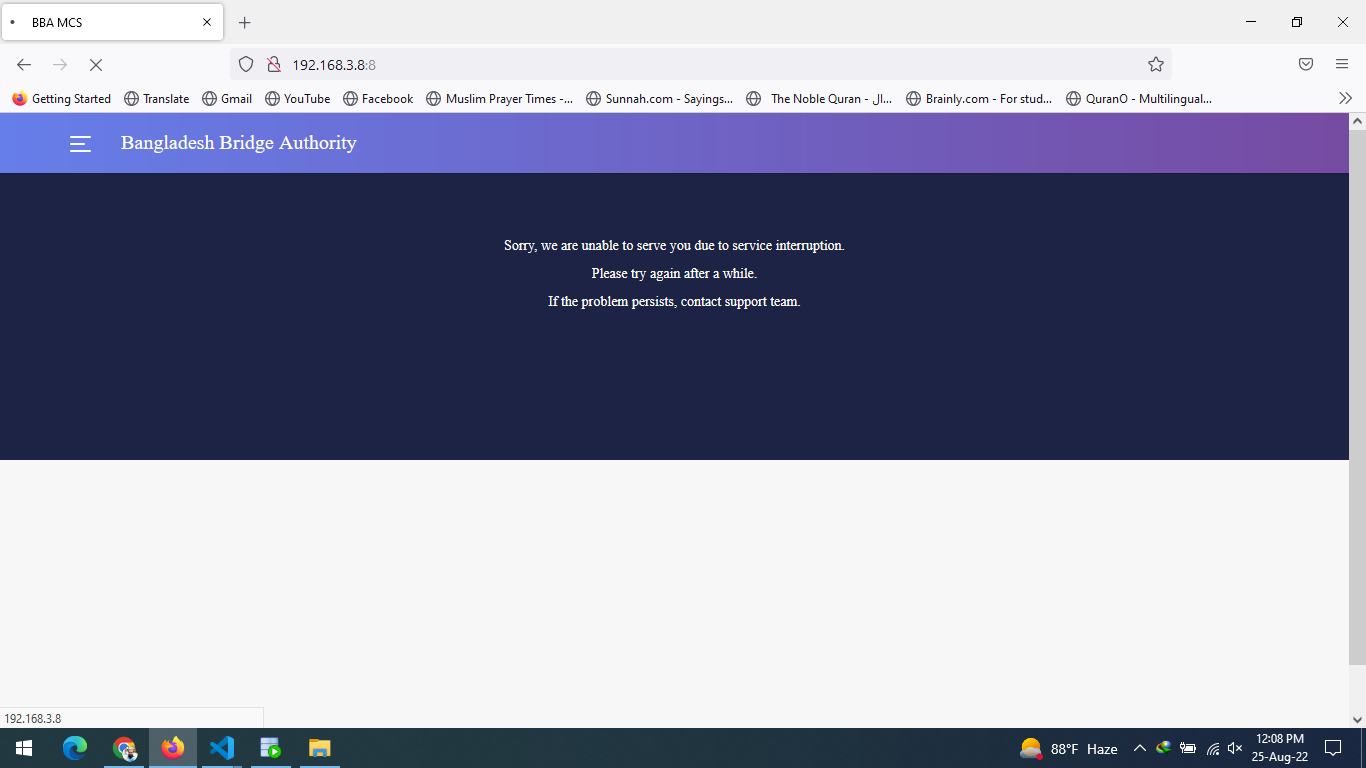 BBA MCS
192.168.3.8:8
Getting Started Translate Gmail YouTube Facebook Muslim Prayer Times -... Sunnah.com - Sayings... The Noble Quran - ال... Brainly.com - For stud... QuranO - Multilingual...
Bangladesh Bridge Authority
Sorry, we are unable to serve you due to service interruption.
Please try again after a while.
If the problem persists, contact support team.
192.168.3.8
88°F Haze
12:08 PM
25-Aug-22